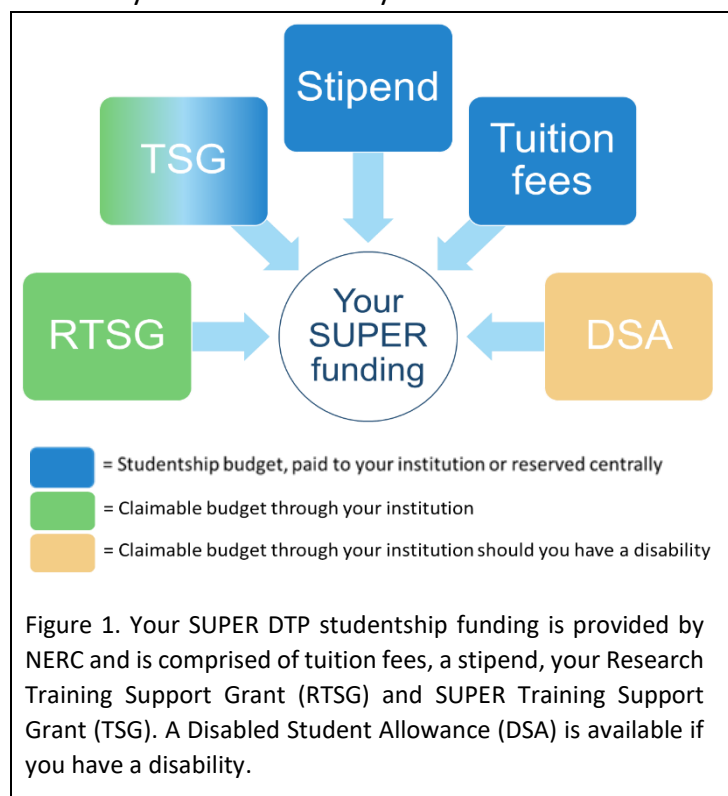 Stipend
TSG
Tuition
fees
RTSG
Your
SUPER
funding
DSA
= Studentship budget, paid to your institution or reserved centrally
= Claimable budget through your institution
= Claimable budget through your institution should you have a disability
Figure 1. Your SUPER DTP studentship funding is provided by
NERC and is comprised of tuition fees, a stipend, your Research
Training Support Grant (RTSG) and SUPER Training Support
Grant (TSG). A Disabled Student Allowance (DSA) is available if
you have a disability.